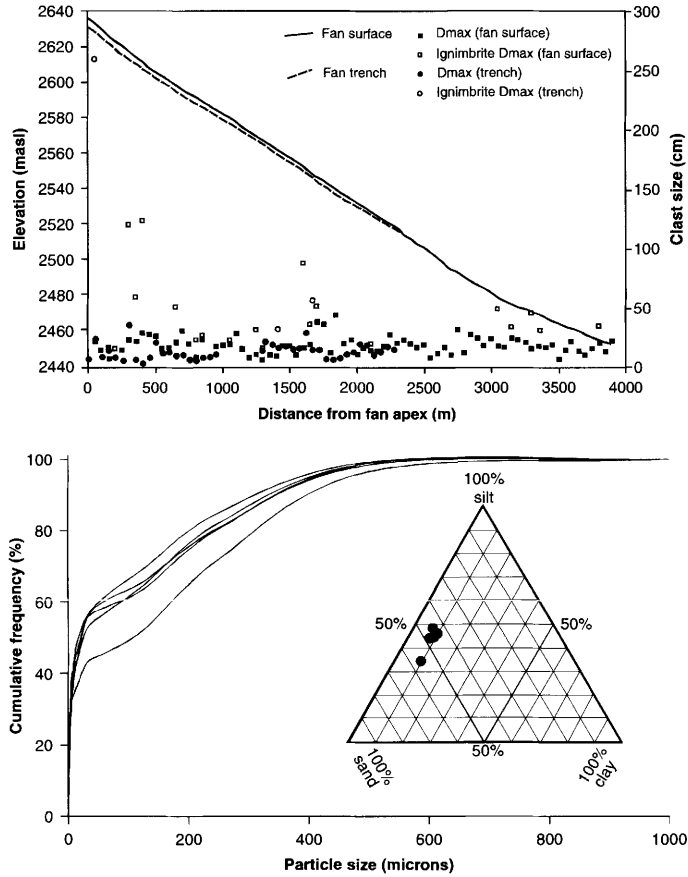 2640
2620
2600
2580
2560
2540
2520
2500
2480
2460
2440
Elevation (masl)
300
250
200
150
100
50
0
Clast size (cm)
Fan surface
Fan trench
Dmax (fan surface)
Ignimbrite Dmax (fan surface)
Dmax (trench)
Ignimbrite Dmax (trench)
0 500 1000 1500 2000 2500 3000 3500 4000
Distance from fan apex (m)
100
80
60
40
20
0
Cumulative frequency (%)
100%
silt
50%
50%
50%
100%
sand
100%
clay
0 200 400 600 800 1000
Particle size (microns)